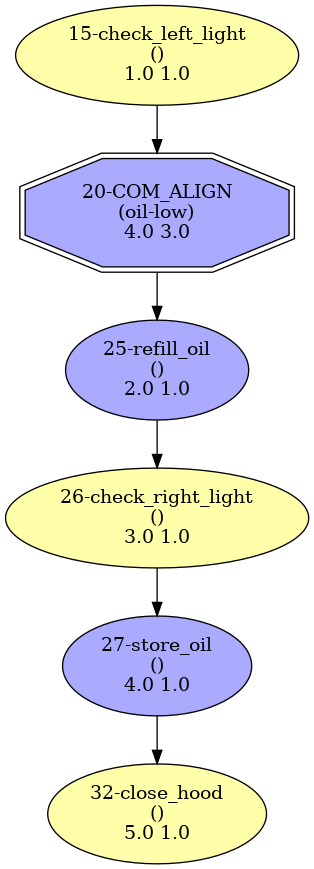 15-check_left_light
()
1.0 1.0
20-COM_ALIGN
(oil-low)
4.0 3.0
25-refill_oil
()
2.0 1.0
26-check_right_light
()
3.0 1.0
27-store_oil
()
4.0 1.0
32-close_hood
()
5.0 1.0